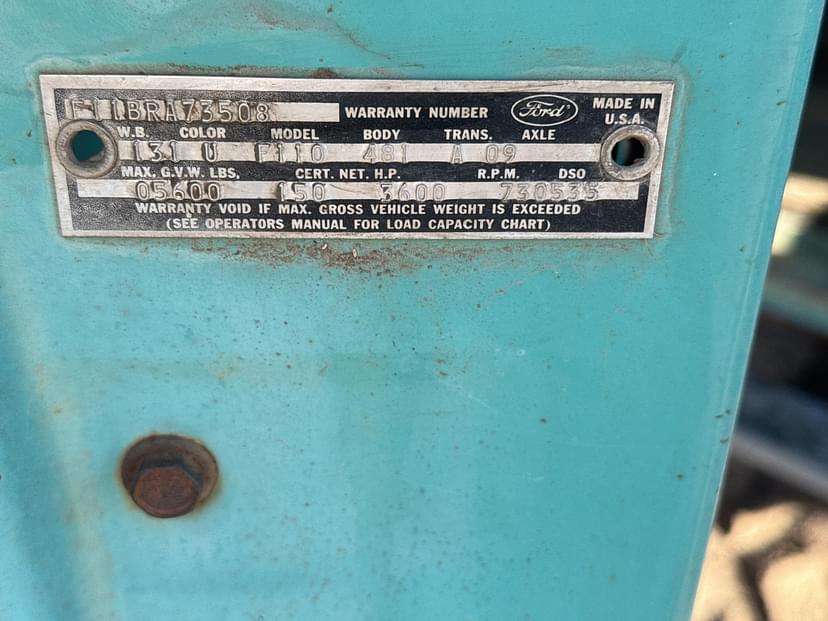 F11BRA73508 WARRANTY NUMBER Ford MADE IN U.S.A.
W.B. COLOR MODEL BODY TRANS. AXLE
131 U F110 481 A 09
MAX. G.V.W. LBS, CERT. NET. H.P. R.P.M. DSO
05600 150 3600 730535
WARRANTY VOID IF MAX. GROSS VEHICLE WEIGHT IS EXCEEDED
(SEE OPERATORS MANUAL FOR LOAD CAPACITY CHART)